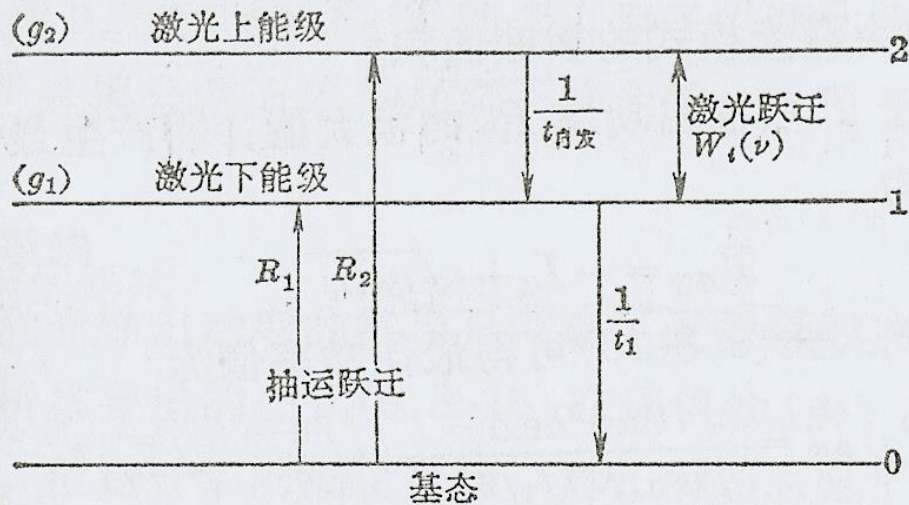 (g₂) 激光上能级 2
1/t自发
激光跃迁
Wᵢ(ν)
(g₁) 激光下能级 1
R₁ R₂
1/t₁
抽运跃迁
0
基态